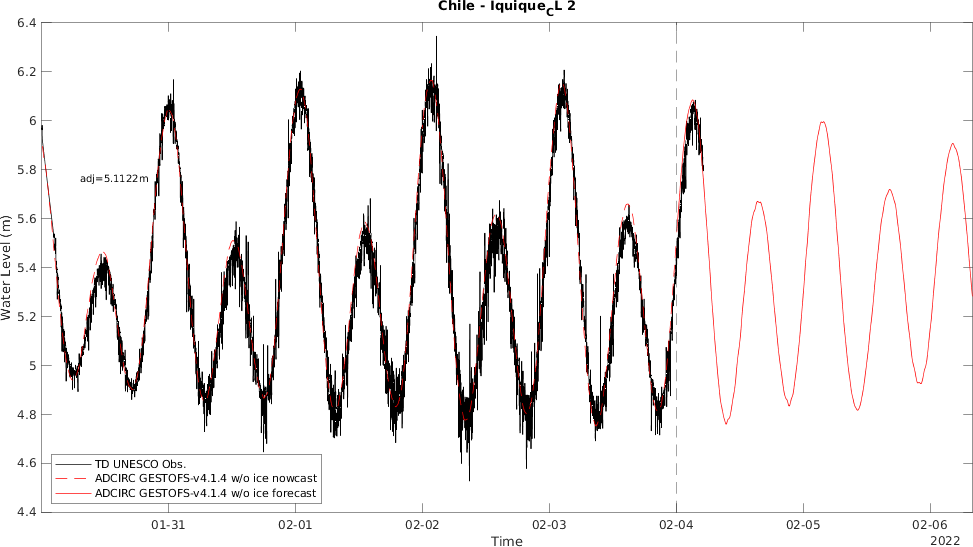 Chile - Iquique_CL 2
6.4
6.2
6
5.8
5.6
5.4
5.2
5
4.8
4.6
4.4
Water Level (m)
adj=5.1122m
TD UNESCO Obs.
ADCIRC GESTOFS-v4.1.4 w/o ice nowcast
ADCIRC GESTOFS-v4.1.4 w/o ice forecast
01-31 02-01 02-02 02-03 02-04 02-05 02-06
Time
2022